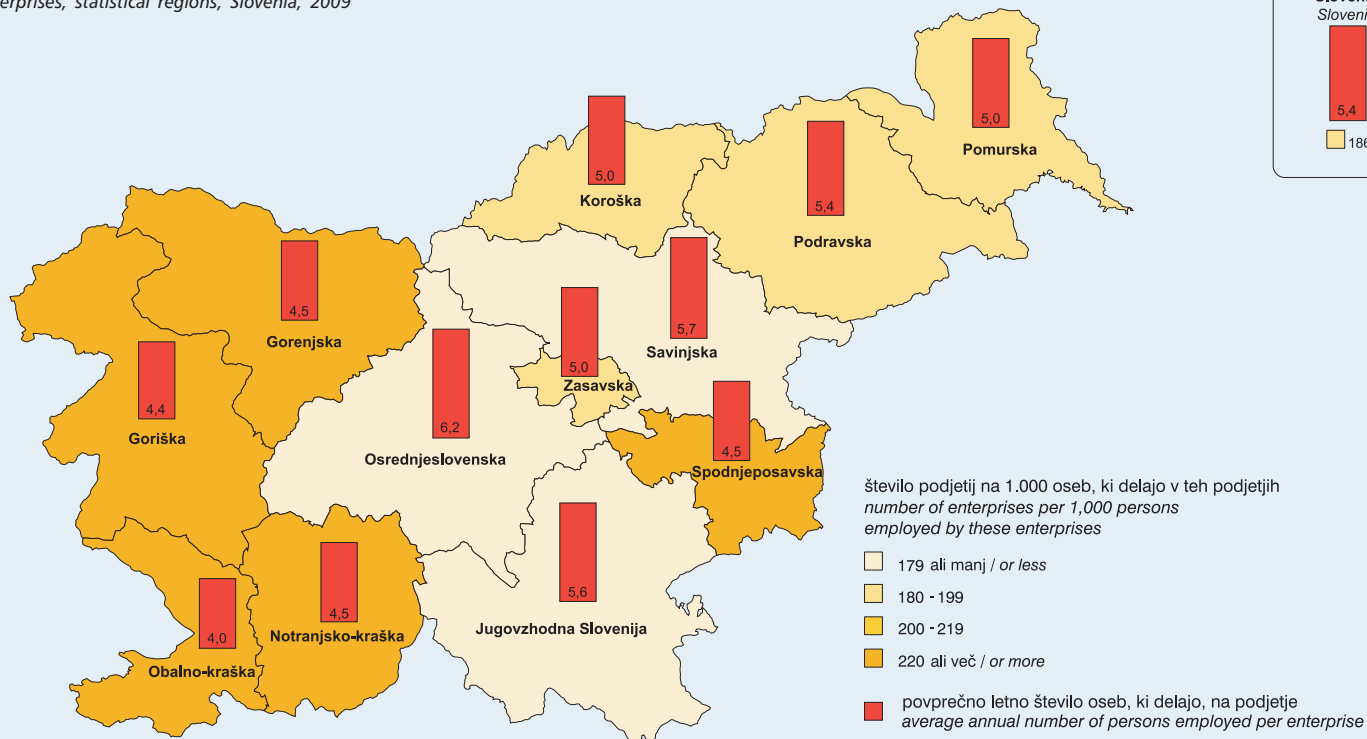 enterprises, statistical regions, Slovenia, 2009
5,4
186
5,0
Pomurska
5,0
Koroška
5,4
Podravska
4,5
Gorenjska
5,7
Savinjska
5,0
Zasavska
4,4
Goriška
6,2
Osrednjeslovenska
4,5
Spodnjeposavska
število podjetij na 1.000 oseb, ki delajo v teh podjetjih
number of enterprises per 1,000 persons
employed by these enterprises
179 ali manj / or less
180 - 199
200 - 219
220 ali več / or more
povprečno letno število oseb, ki delajo, na podjetje
average annual number of persons employed per enterprise
5,6
Jugovzhodna Slovenija
4,5
Notranjsko-kraška
4,0
Obalno-kraška